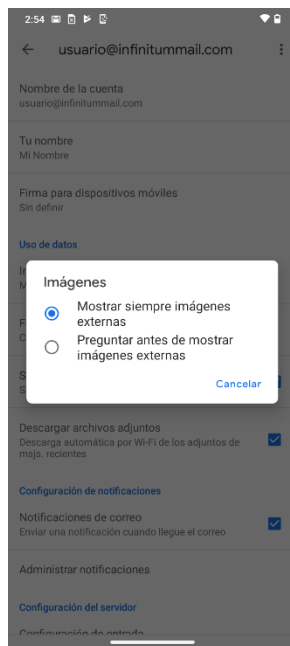 2:54
usuario@infinitummail.com
Nombre de la cuenta
usuario@infinitummail.com
Tu nombre
Mi Nombre
Firma para dispositivos móviles
Sin definir
Uso de datos
Imágenes
Mostrar siempre imágenes
externas
Preguntar antes de mostrar
imágenes externas
Cancelar
Descargar archivos adjuntos
Descarga automática por Wi-Fi de los adjuntos de
msjs. recientes
Configuración de notificaciones
Notificaciones de correo
Enviar una notificación cuando llegue el correo
Administrar notificaciones
Configuración del servidor
Configuración de entrada